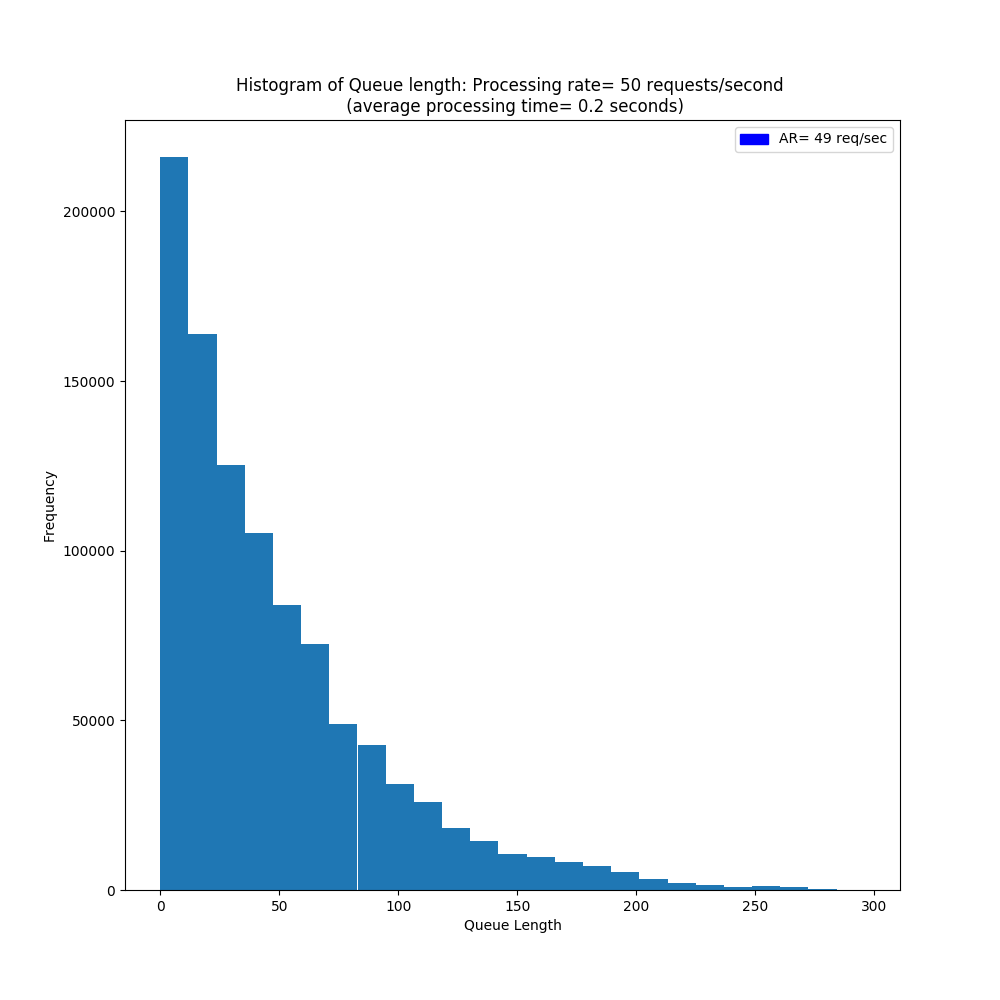 Histogram of Queue length: Processing rate= 50 requests/second
(average processing time= 0.2 seconds)
AR= 49 req/sec
200000
150000
100000
50000
0
Frequency
0 50 100 150 200 250 300
Queue Length